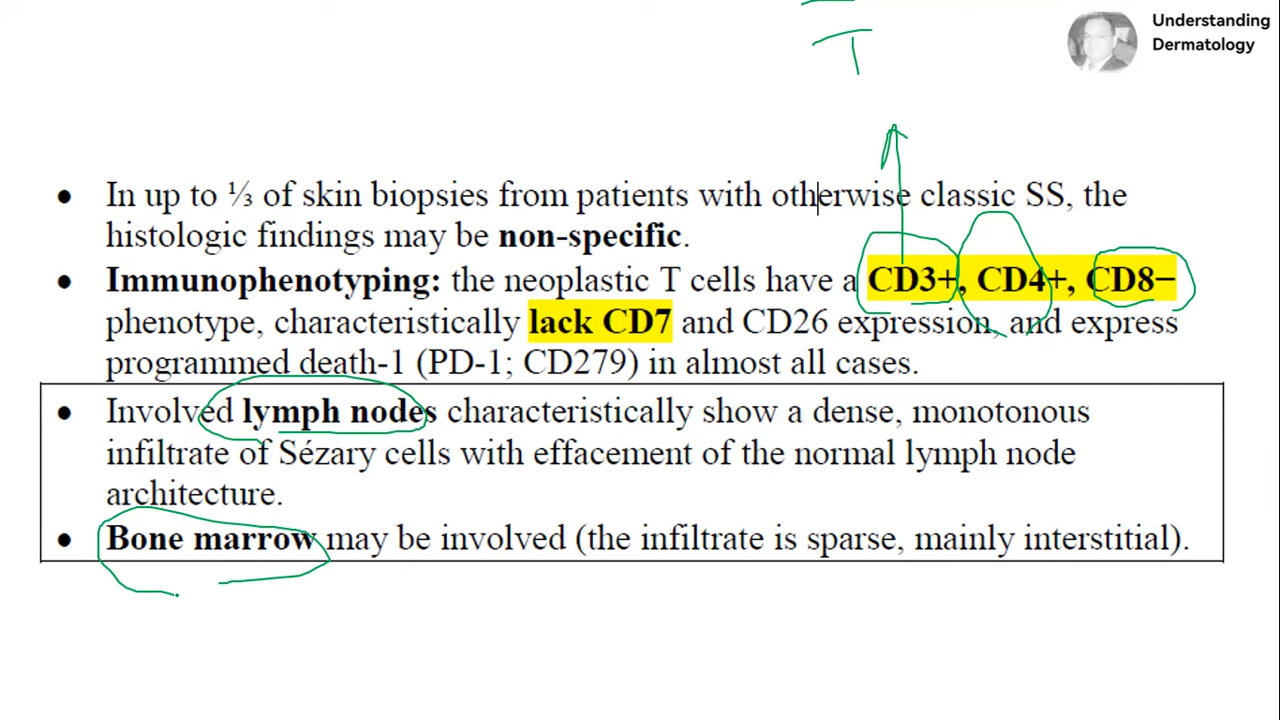 Understanding
Dermatology
T
● In up to ⅓ of skin biopsies from patients with otherwise classic SS, the
histologic findings may be non-specific.
● Immunophenotyping: the neoplastic T cells have a CD3+, CD4+, CD8−
phenotype, characteristically lack CD7 and CD26 expression, and express
programmed death-1 (PD-1; CD279) in almost all cases.
● Involved lymph nodes characteristically show a dense, monotonous
infiltrate of Sézary cells with effacement of the normal lymph node
architecture.
● Bone marrow may be involved (the infiltrate is sparse, mainly interstitial).